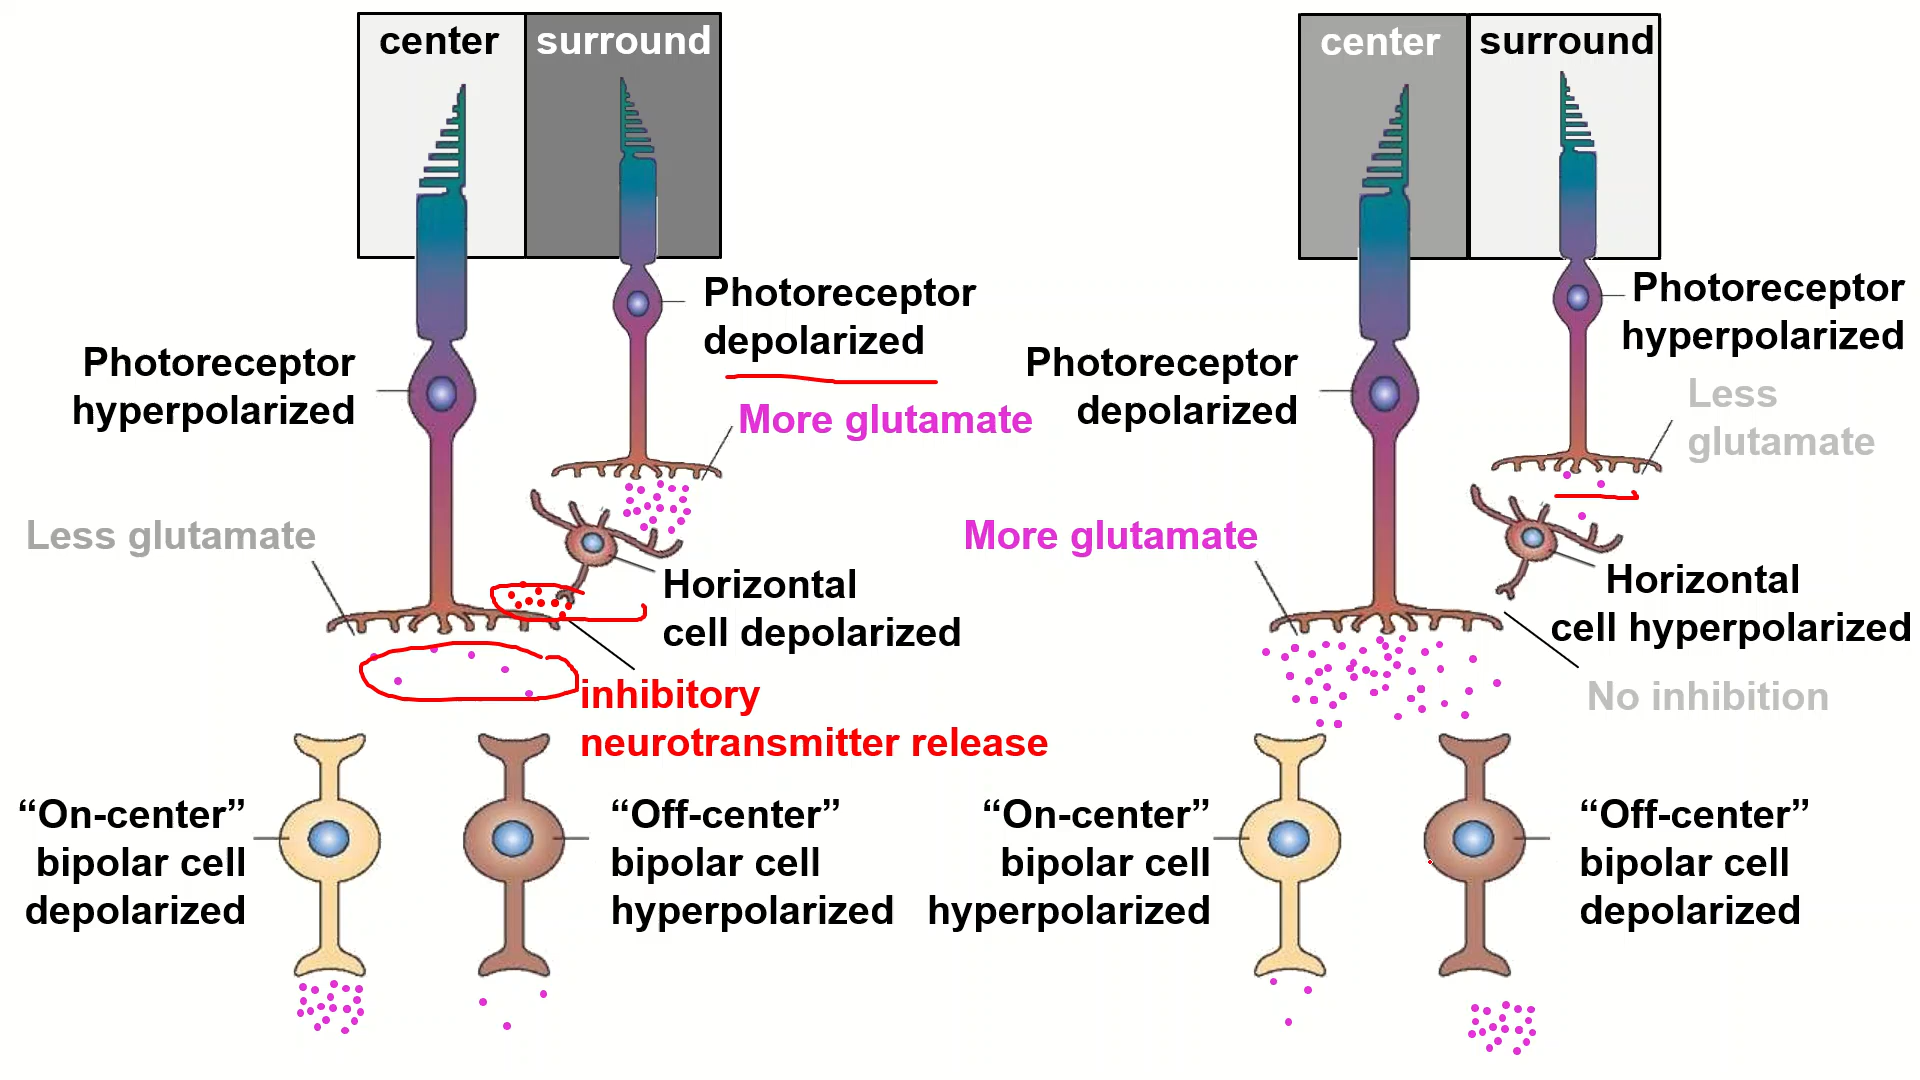 center
surround
Photoreceptor
depolarized
Photoreceptor
hyperpolarized
More glutamate
Less glutamate
Horizontal
cell depolarized
inhibitory
neurotransmitter release
“On-center”
bipolar cell
depolarized
“Off-center”
bipolar cell
hyperpolarized
center
surround
Photoreceptor
hyperpolarized
Photoreceptor
depolarized
Less
glutamate
More glutamate
Horizontal
cell hyperpolarized
No inhibition
“On-center”
bipolar cell
hyperpolarized
“Off-center”
bipolar cell
depolarized